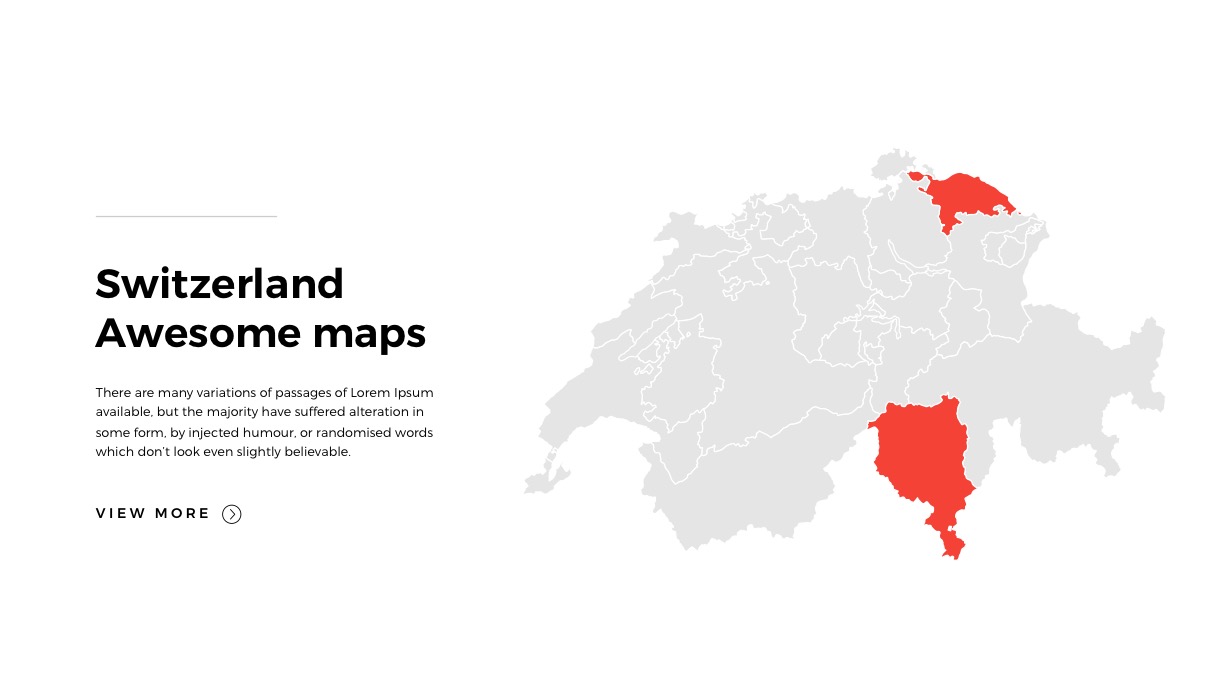 Switzerland
Awesome maps
There are many variations of passages of Lorem Ipsum
available, but the majority have suffered alteration in
some form, by injected humour, or randomised words
which don't look even slightly believable.
VIEW MORE